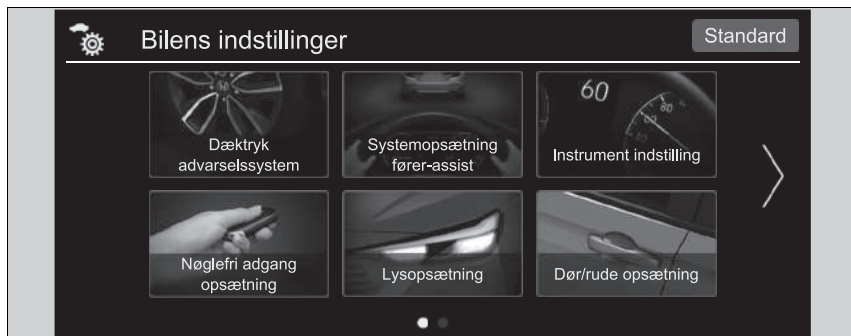 Bilens indstillinger
Standard
Dæktryk
advarselssystem
Systemopsætning
fører-assist
60
Instrument indstilling
Nøglefri adgang
opsætning
Lysopsætning
Dør/rude opsætning